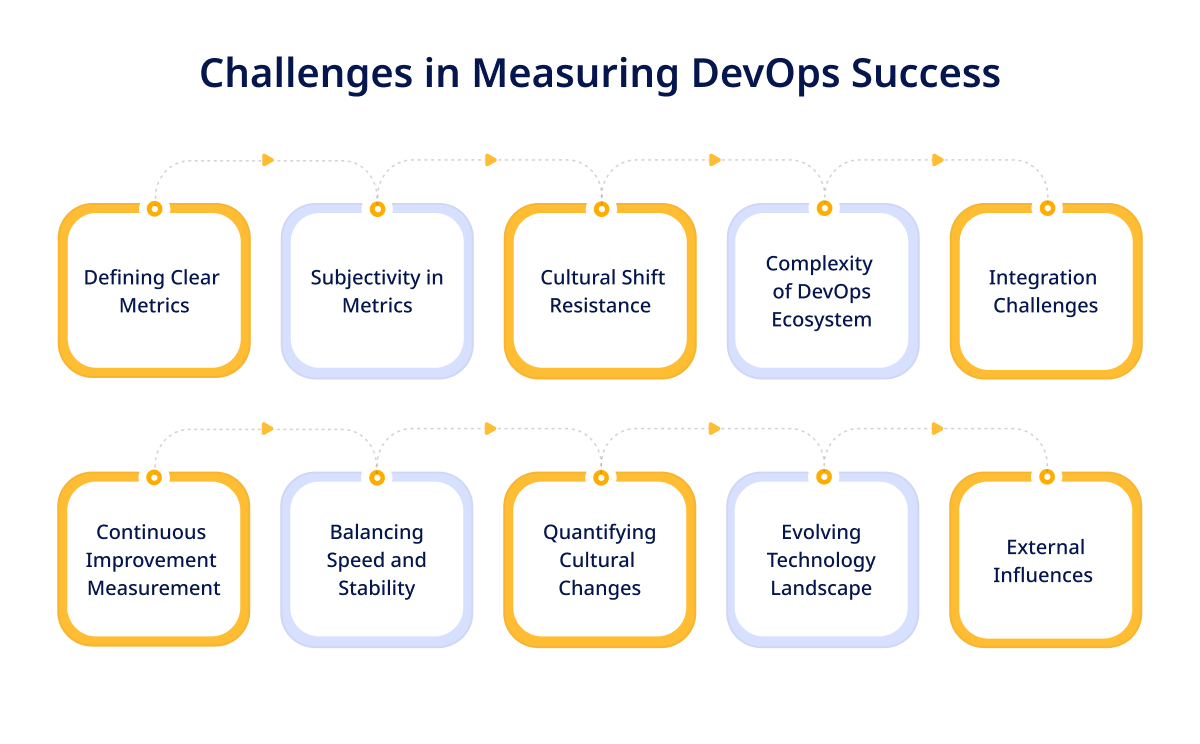 Challenges in Measuring DevOps Success
Defining Clear
Metrics
Subjectivity in
Metrics
Cultural Shift
Resistance
Complexity
of DevOps
Ecosystem
Integration
Challenges
Continuous
Improvement
Measurement
Balancing
Speed and
Stability
Quantifying
Cultural
Changes
Evolving
Technology
Landscape
External
Influences